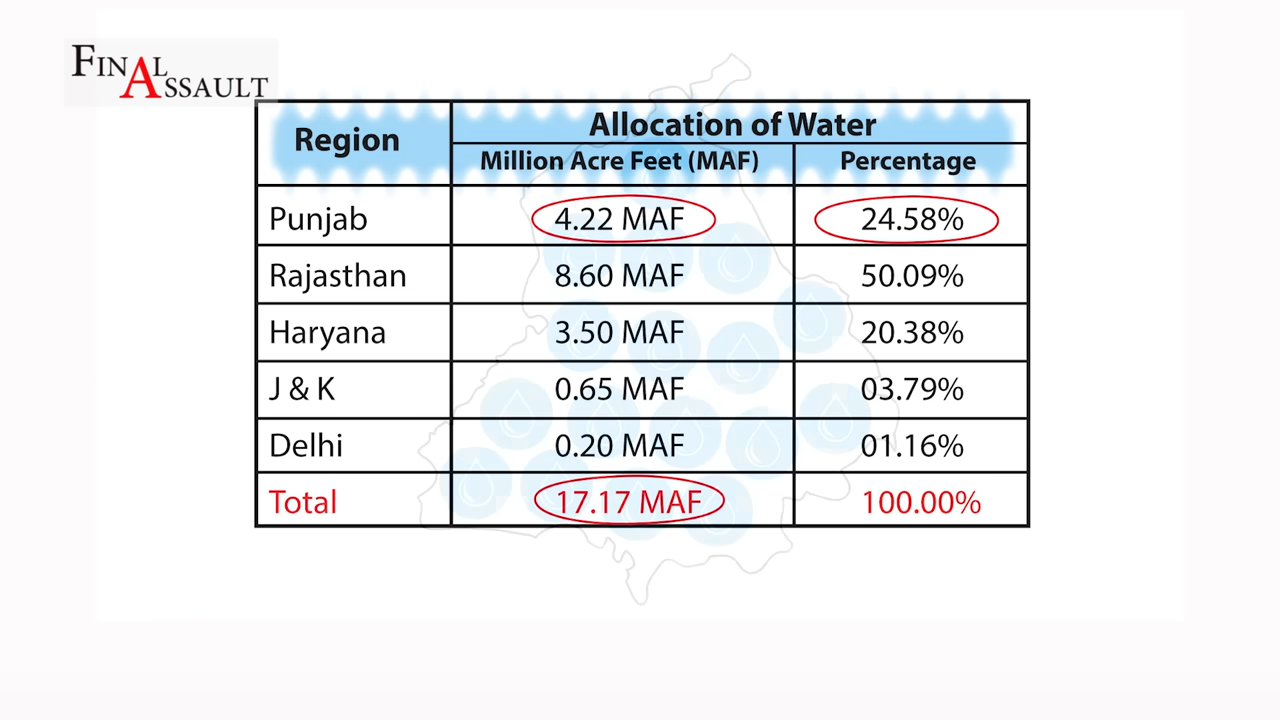 FINAL
ASSAULT
Region
Allocation of Water
Million Acre Feet (MAF) Percentage
Punjab 4.22 MAF 24.58%
Rajasthan 8.60 MAF 50.09%
Haryana 3.50 MAF 20.38%
J & K 0.65 MAF 03.79%
Delhi 0.20 MAF 01.16%
Total 17.17 MAF 100.00%